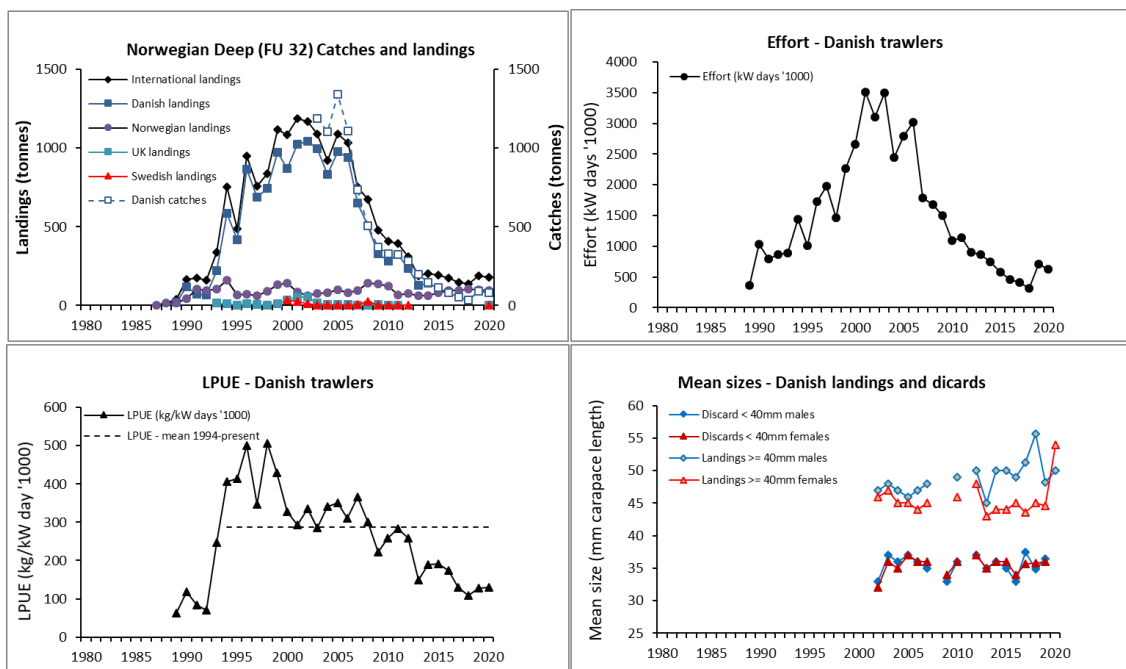 Norwegian Deep (FU 32) Catches and landings
1500
1000
500
0
1500
1000
500
0
Landings (tonnes)
Catches (tonnes)
International landings
Danish landings
Norwegian landings
UK landings
Swedish landings
Danish catches
1980 1985 1990 1995 2000 2005 2010 2015 2020
Effort - Danish trawlers
4000
3500
3000
2500
2000
1500
1000
500
0
Effort (kW days '1000)
Effort (kW days '1000)
1980 1985 1990 1995 2000 2005 2010 2015 2020
LPUE - Danish trawlers
600
500
400
300
200
100
0
LPUE (kg/kW day '1000)
LPUE (kg/kW days '1000)
LPUE - mean 1994-present
1980 1985 1990 1995 2000 2005 2010 2015 2020
Mean sizes - Danish landings and dicards
60
55
50
45
40
35
30
25
Mean size (mm carapace length)
Discard < 40mm males
Discards < 40mm females
Landings >= 40mm males
Landings >= 40mm females
1980 1985 1990 1995 2000 2005 2010 2015 2020